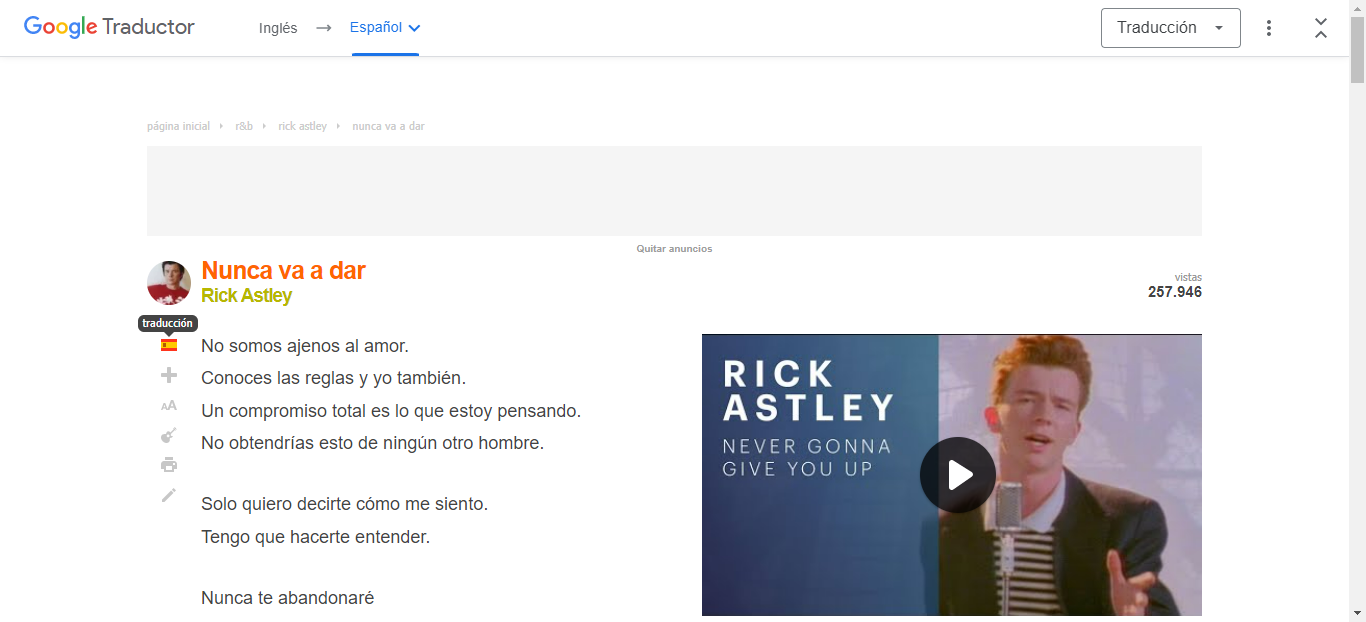 Google Traductor
Inglés → Español
Traducción
página inicial
r&b
rick astley
nunca va a dar
Quitar anuncios
Nunca va a dar
Rick Astley
vistas
257.946
traducción
No somos ajenos al amor.
Conoces las reglas y yo también.
AA
Un compromiso total es lo que estoy pensando.
No obtendrías esto de ningún otro hombre.
Solo quiero decirte cómo me siento.
Tengo que hacerte entender.
Nunca te abandonaré
RICK
ASTLEY
NEVER GONNA
GIVE YOU UP